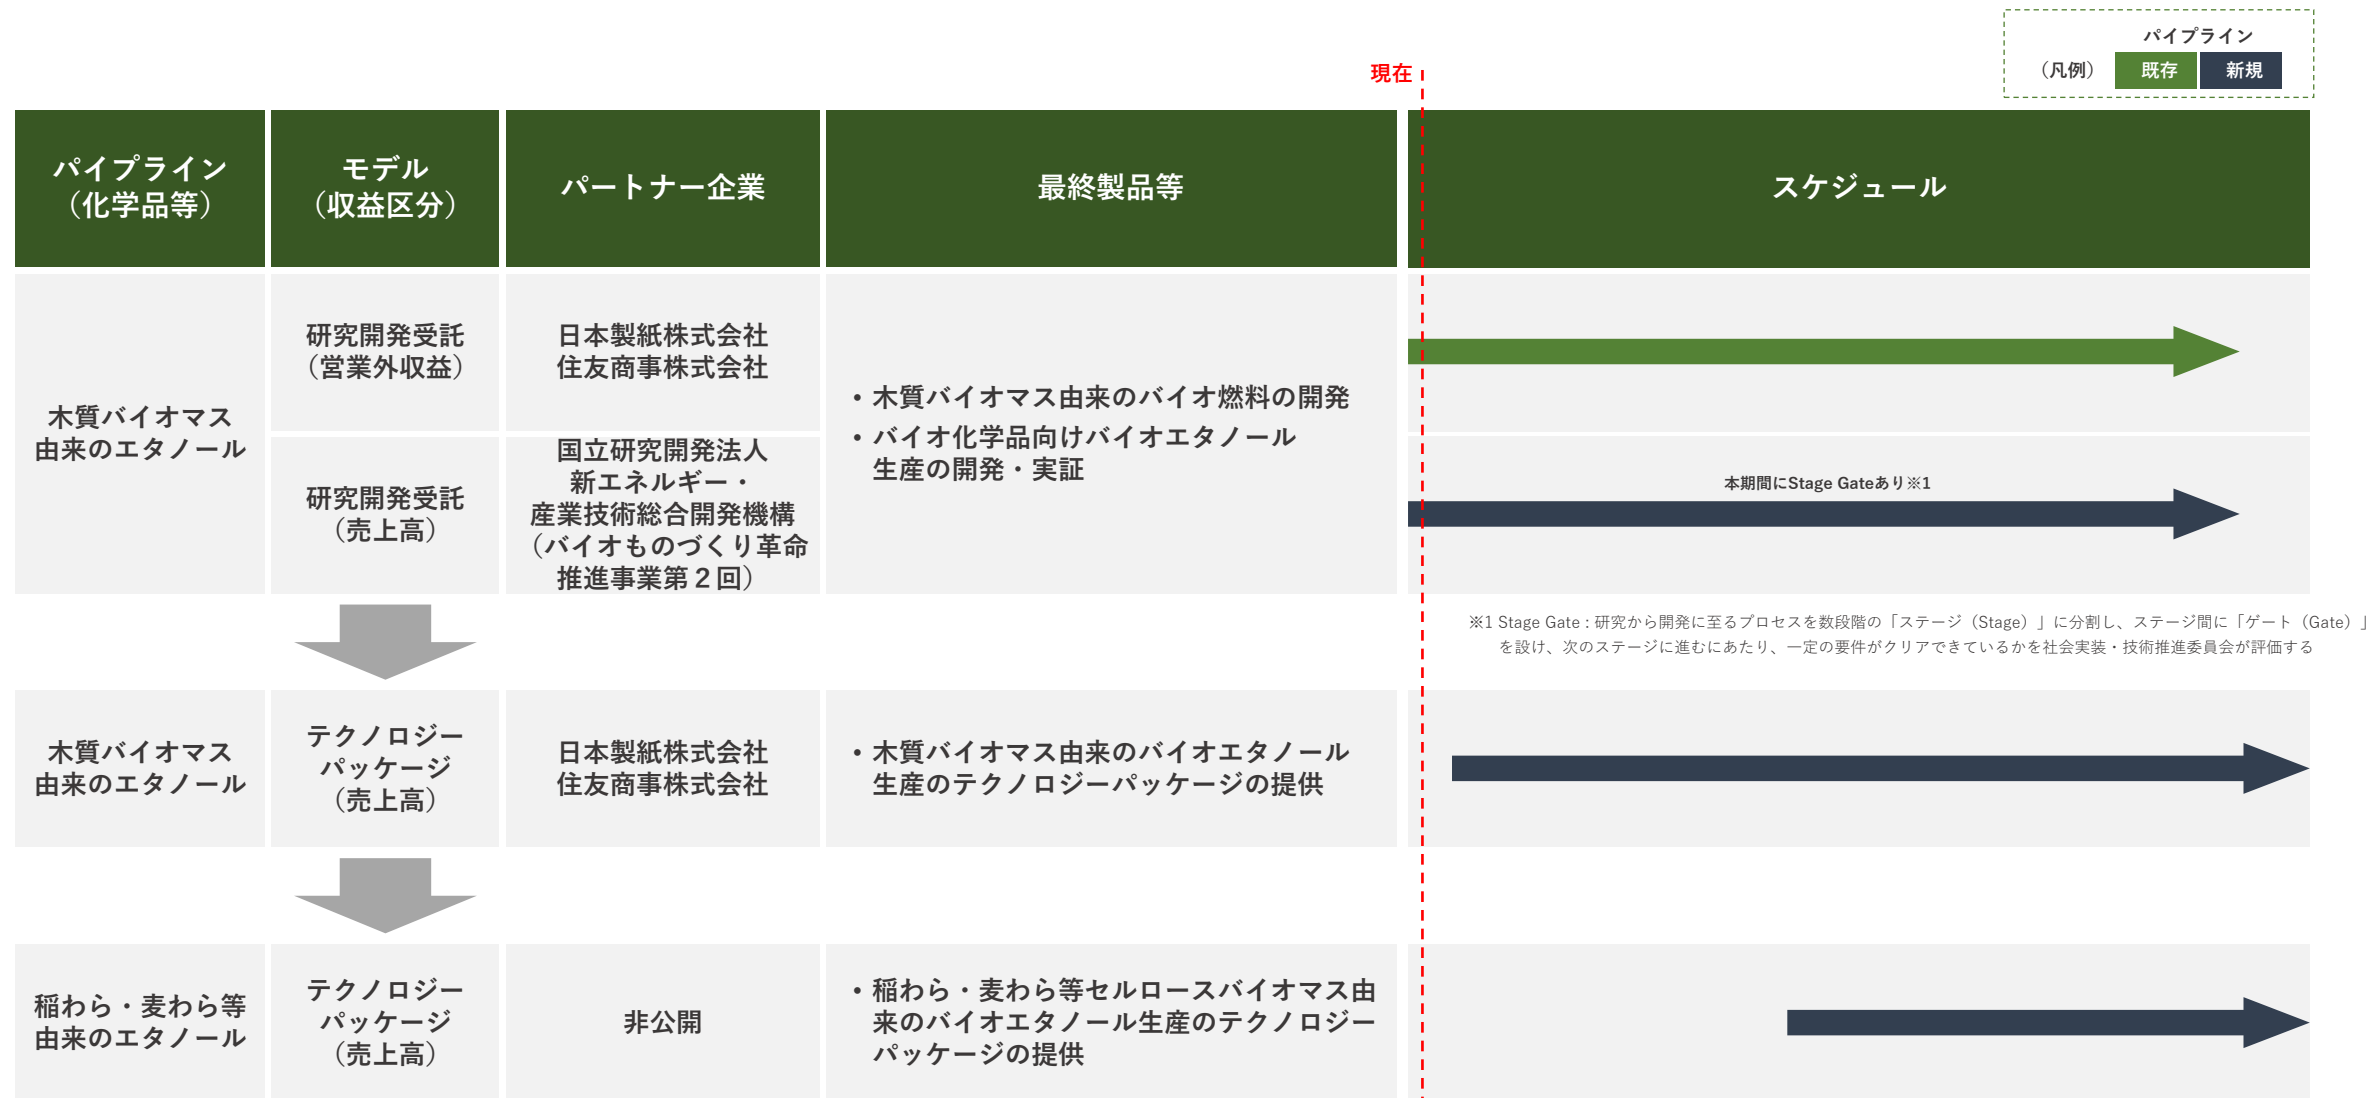 パイプライン
（凡例）
既存
新規
現在
パイプライン
（化学品等）
モデル
（収益区分）
パートナー企業
最終製品等
スケジュール
木質バイオマス
由来のエタノール
研究開発受託
（営業外収益）
日本製紙株式会社
住友商事株式会社
・木質バイオマス由来のバイオ燃料の開発
・バイオ化学品向けバイオエタノール
生産の開発・実証
研究開発受託
（売上高）
国立研究開発法人
新エネルギー・
産業技術総合開発機構
（バイオものづくり革命
推進事業第２回）
本期間にStage Gateあり※1
※1 Stage Gate : 研究から開発に至るプロセスを数段階の「ステージ（Stage）」に分割し、ステージ間に「ゲート（Gate）」
を設け、次のステージに進むにあたり、一定の要件がクリアできているかを社会実装・技術推進委員会が評価する
木質バイオマス
由来のエタノール
テクノロジー
パッケージ
（売上高）
日本製紙株式会社
住友商事株式会社
・木質バイオマス由来のバイオエタノール
生産のテクノロジーパッケージの提供
稲わら・麦わら等
由来のエタノール
テクノロジー
パッケージ
（売上高）
非公開
・稲わら・麦わら等セルロースバイオマス由
来のバイオエタノール生産のテクノロジー
パッケージの提供